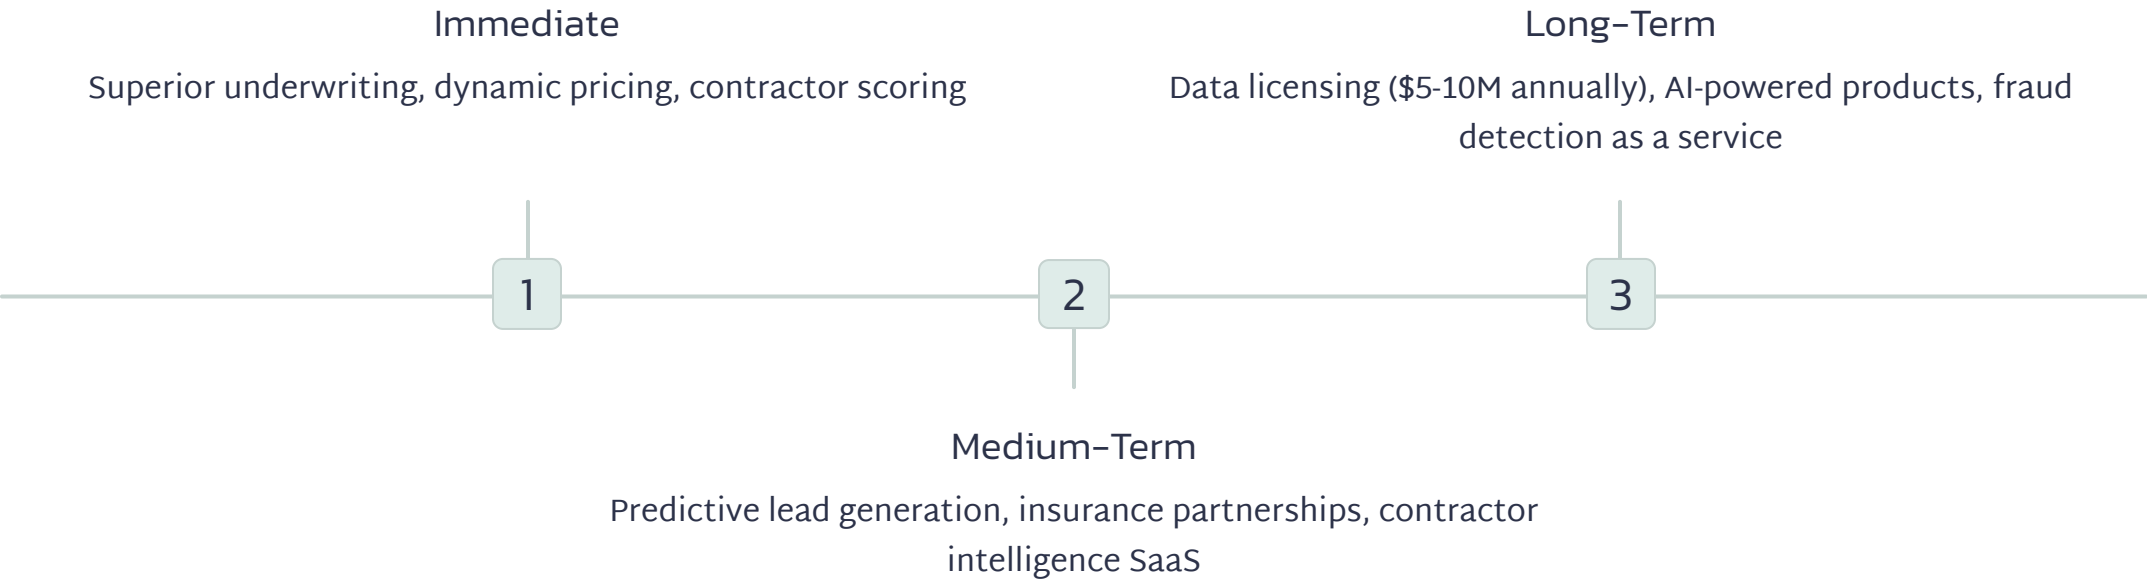 Immediate
Superior underwriting, dynamic pricing, contractor scoring
Long-Term
Data licensing ($5-10M annually), AI-powered products, fraud
detection as a service
1
2
3
Medium-Term
Predictive lead generation, insurance partnerships, contractor
intelligence SaaS